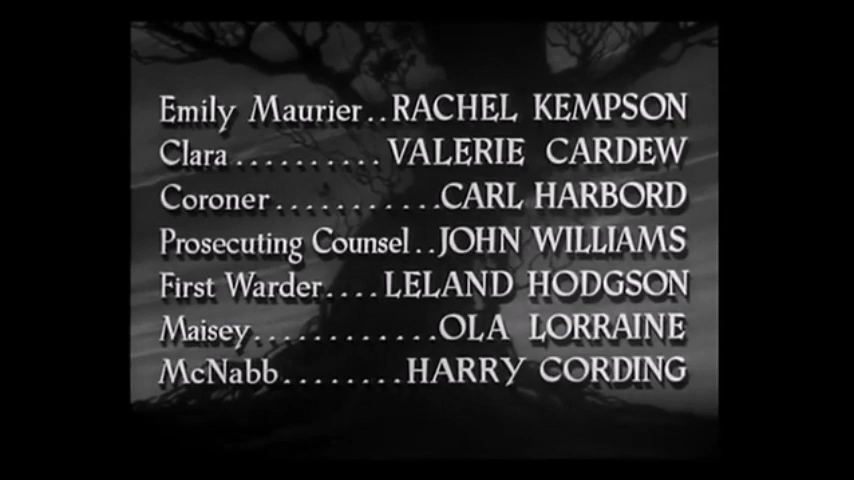 Emily Maurier..RACHEL KEMPSON
Clara..........VALERIE CARDEW
Coroner...........CARL HARBORD
Prosecuting Counsel..JOHN WILLIAMS
First Warder....LELAND HODGSON
Maisey............OLA LORRAINE
McNabb........HARRY CORDING